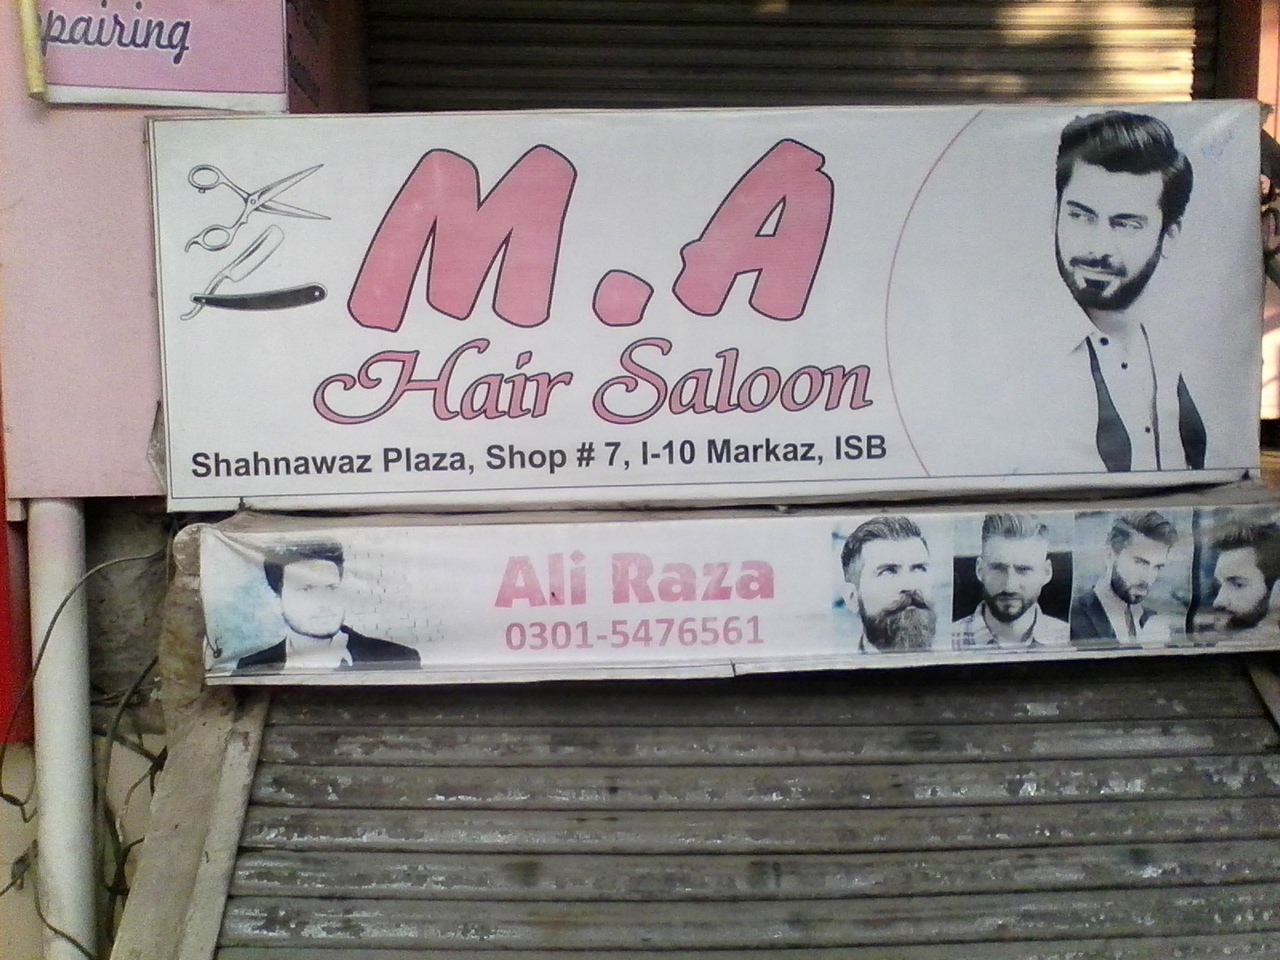 pairing
M.A
Hair Saloon
Shahnawaz Plaza, Shop # 7, I-10 Markaz, ISB
Ali Raza
0301-5476561